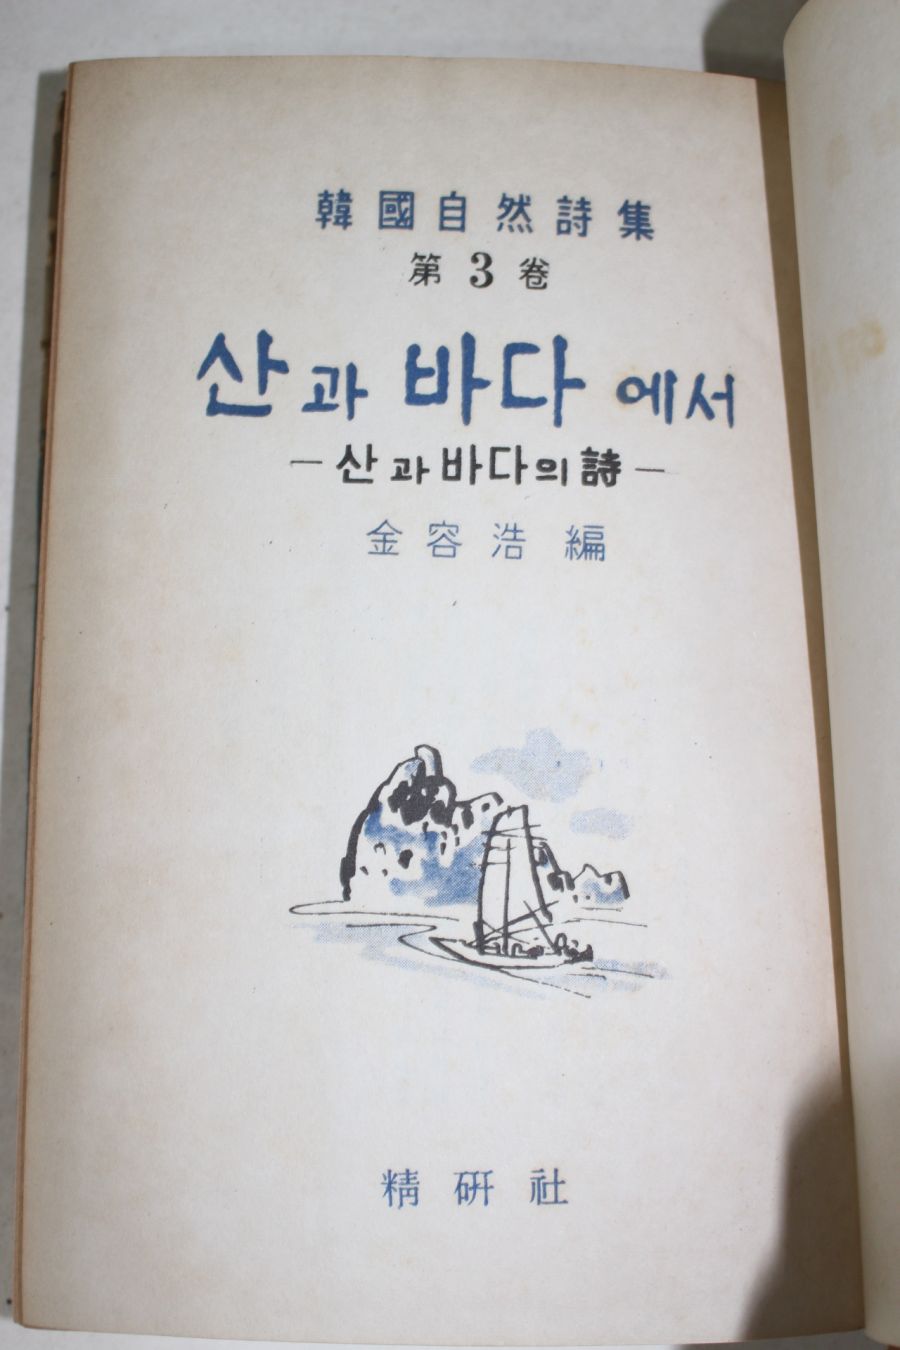 韓國自然詩集
第 3 卷
산과 바다에서
— 산과 바다의 詩 —
金容浩 編
精硏社